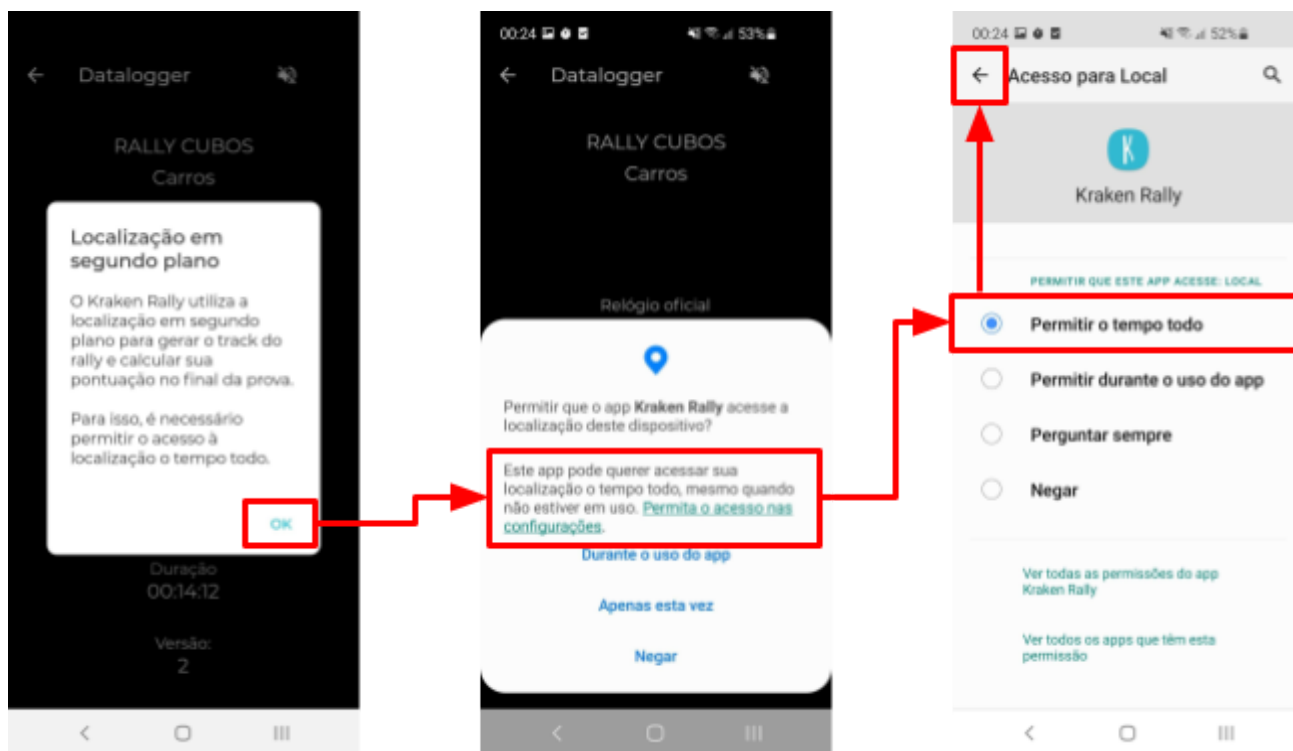 Datalogger
RALLY CUBOS
Carros
Localização em
segundo plano
O Kraken Rally utiliza a
localização em segundo
plano para gerar o track do
rally e calcular sua
pontuação no final da prova.
Para isso, é necessário
permitir o acesso à
localização o tempo todo.
OK
Duração
00:14:12
Versão:
2
00:24 53%
Datalogger
RALLY CUBOS
Carros
Relógio oficial
Permitir que o app Kraken Rally acesse a
localização deste dispositivo?
Este app pode querer acessar sua
localização o tempo todo, mesmo quando
não estiver em uso. Permita o acesso nas
configurações.
Durante o uso do app
Apenas esta vez
Negar
00:24 52%
Acesso para Local
K
Kraken Rally
PERMITIR QUE ESTE APP ACESSE: LOCAL
Permitir o tempo todo
Permitir durante o uso do app
Perguntar sempre
Negar
Ver todas as permissões do app
Kraken Rally
Ver todos os apps que têm esta
permissão